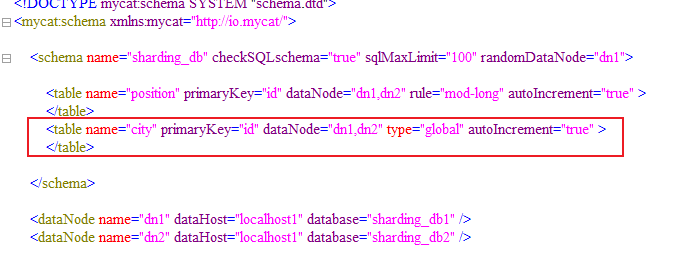 <!DOCTYPE mycat:schema SYSTEM "schema.dtd">
<mycat:schema xmlns:mycat="http://io.mycat/">
<schema name="sharding_db" checkSQLschema="true" sqlMaxLimit="100" randomDataNode="dn1">
<table name="position" primaryKey="id" dataNode="dn1,dn2" rule="mod-long" autoIncrement="true" >
</table>
<table name="city" primaryKey="id" dataNode="dn1,dn2" type="global" autoIncrement="true" >
</table>
</schema>
<dataNode name="dn1" dataHost="localhost1" database="sharding_db1" />
<dataNode name="dn2" dataHost="localhost1" database="sharding_db2" />